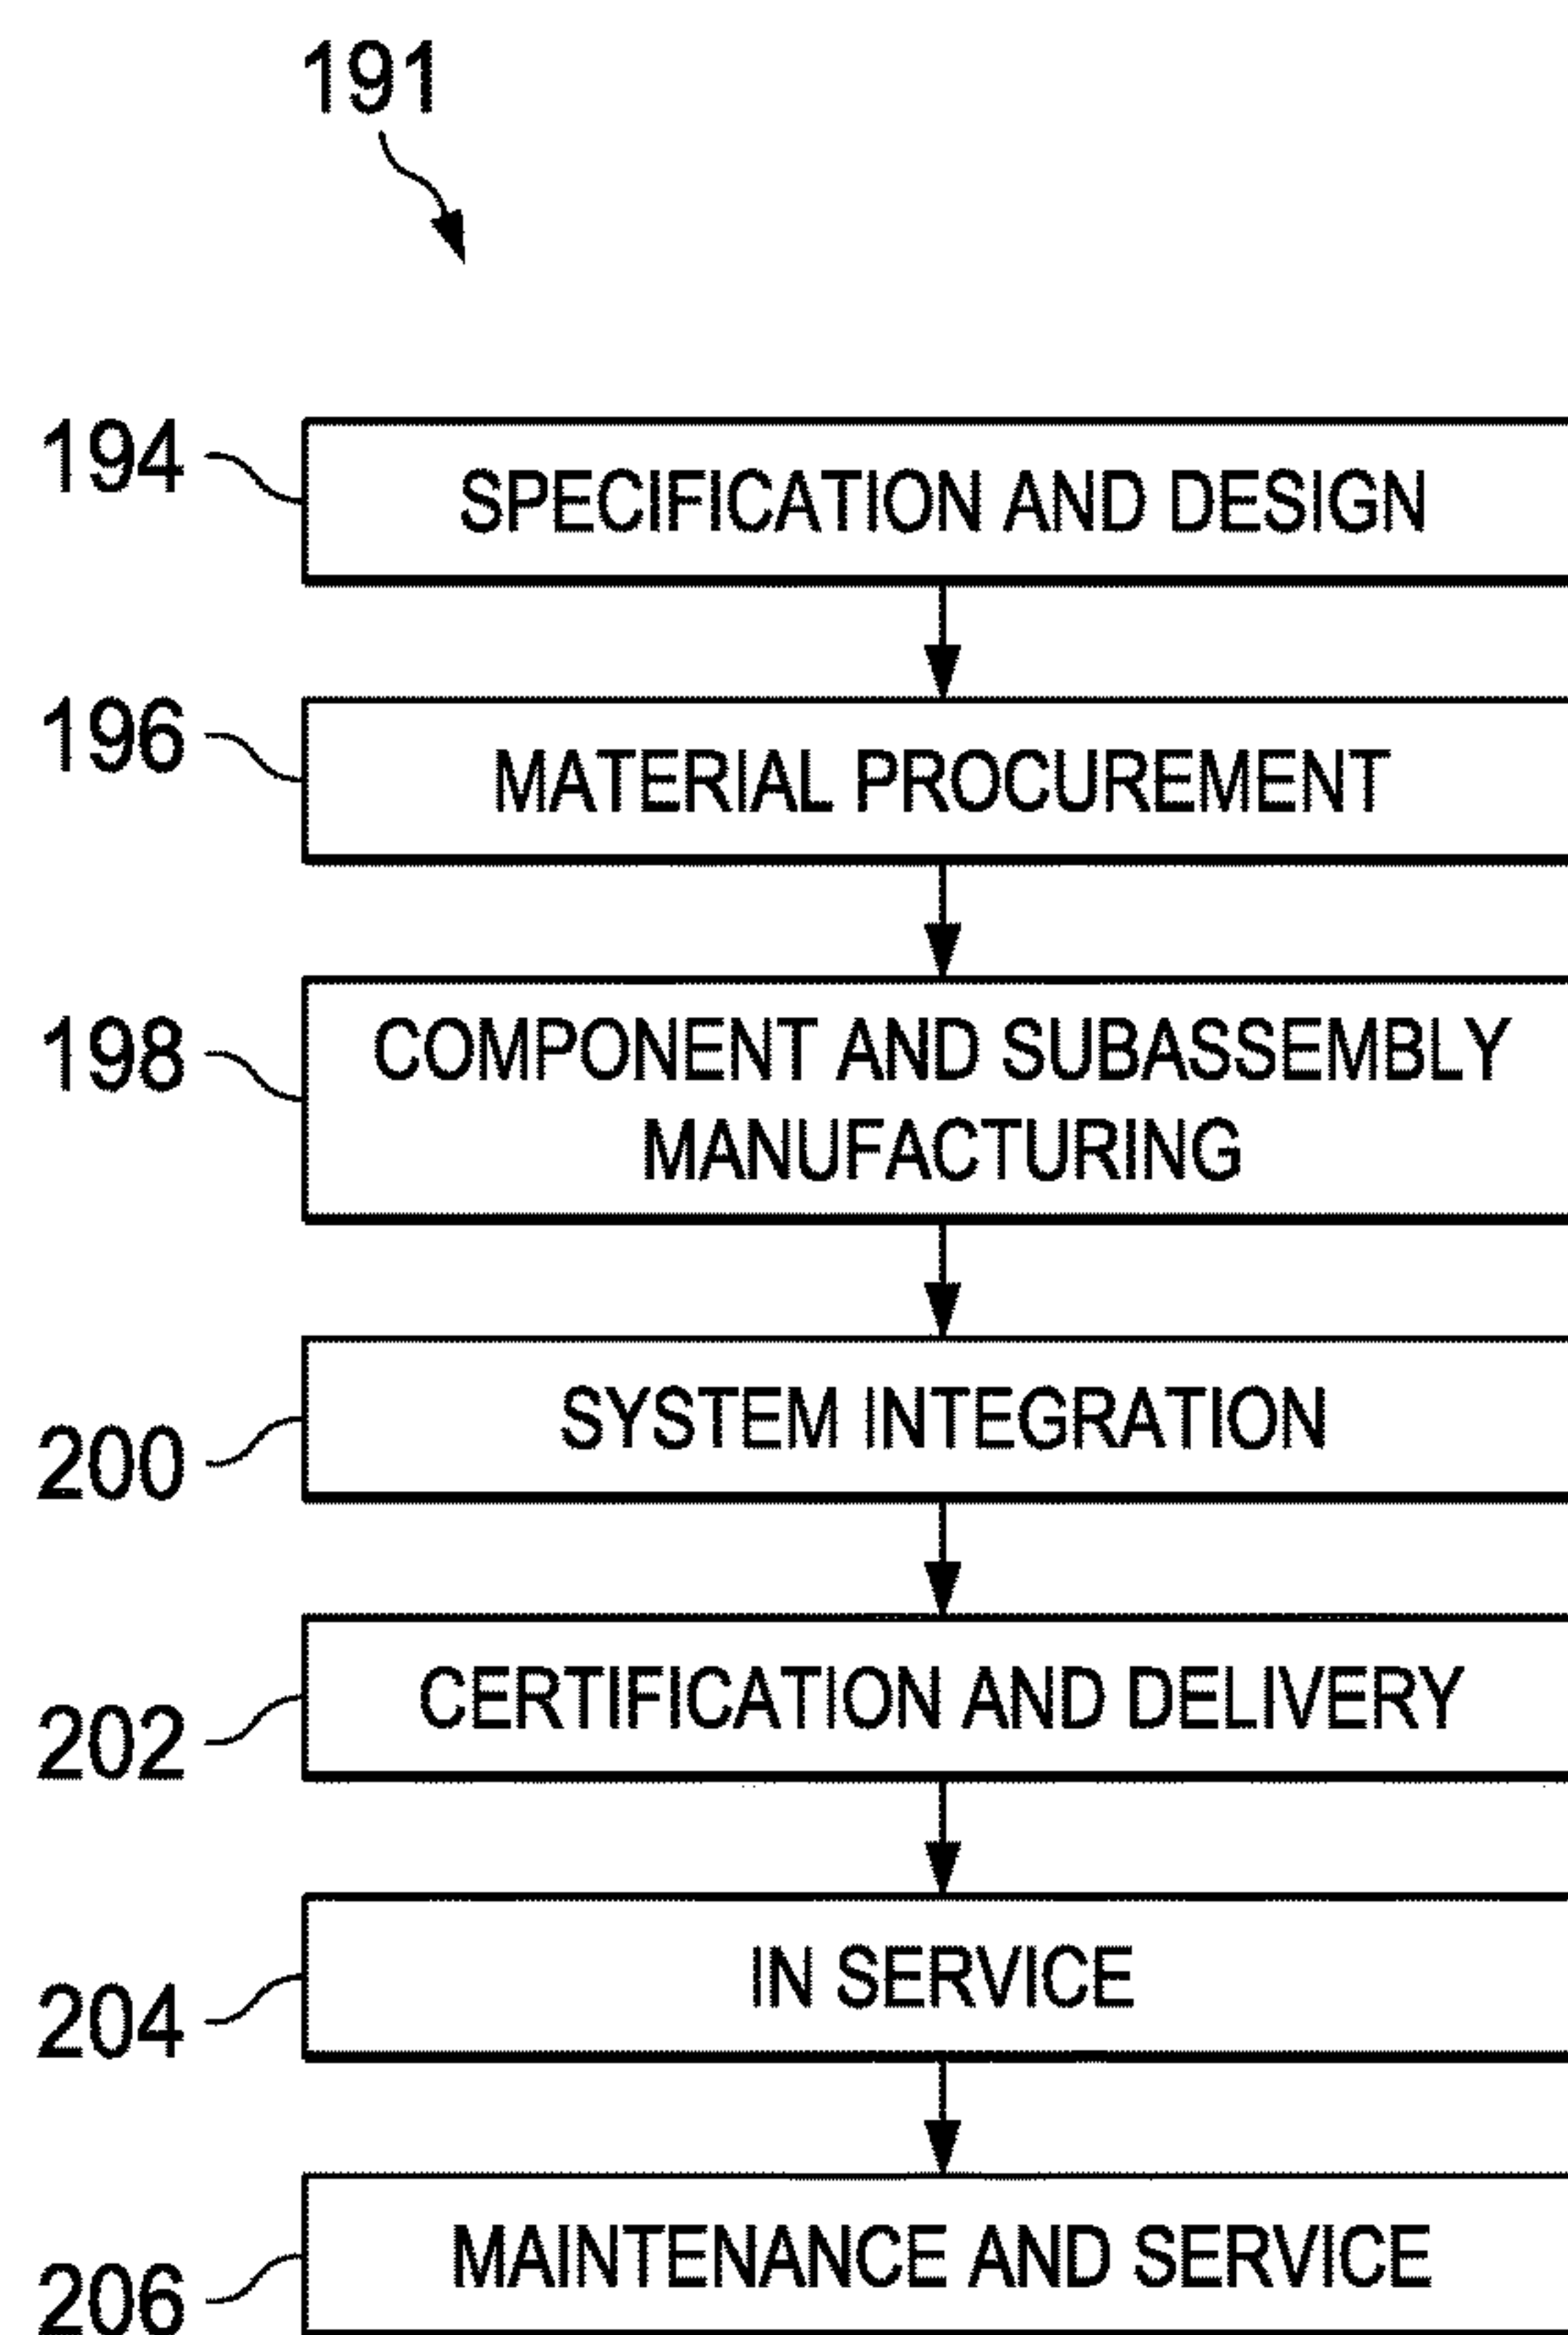 191
194
SPECIFICATION AND DESIGN
196
MATERIAL PROCUREMENT
198
COMPONENT AND SUBASSEMBLY
MANUFACTURING
200
SYSTEM INTEGRATION
202
CERTIFICATION AND DELIVERY
204
IN SERVICE
206
MAINTENANCE AND SERVICE